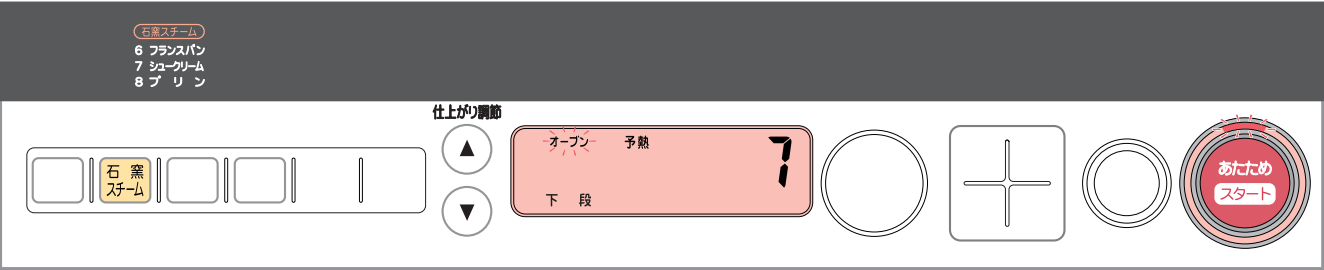 石窯スチーム
6 フランスパン
7 シュークリーム
8 プリン
仕上がり調節
▲
オーブン 予熱 7
石窯
スチーム
下段
▼
あたため
スタート